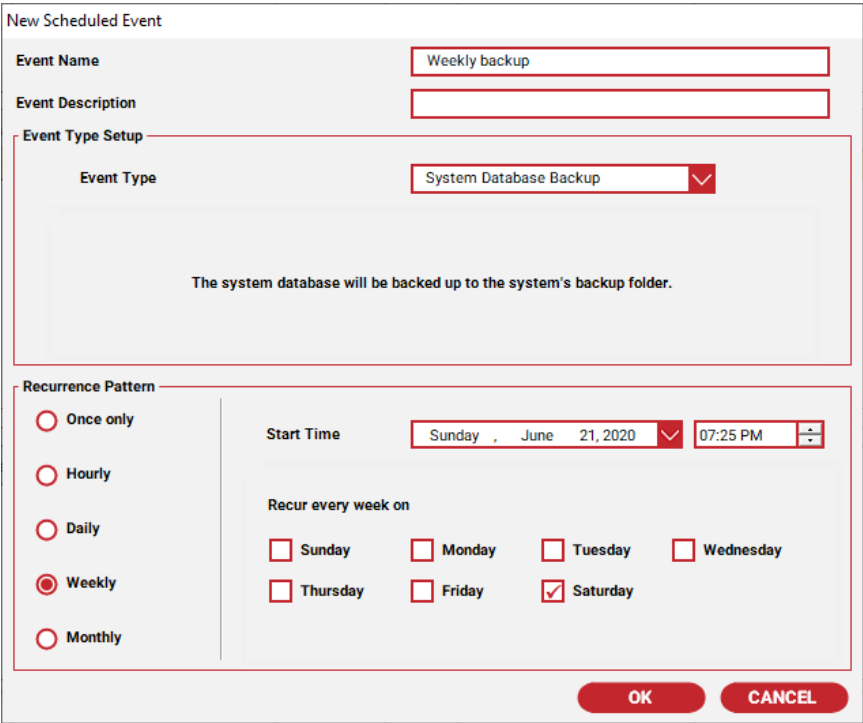 New Scheduled Event
Event Name Weekly backup
Event Description
Event Type Setup
Event Type System Database Backup
The system database will be backed up to the system's backup folder.
Recurrence Pattern
Once only
Start Time Sunday , June 21, 2020 07:25 PM
Hourly
Recur every week on
Daily
Sunday Monday Tuesday Wednesday
Weekly
Thursday Friday Saturday
Monthly
OK CANCEL